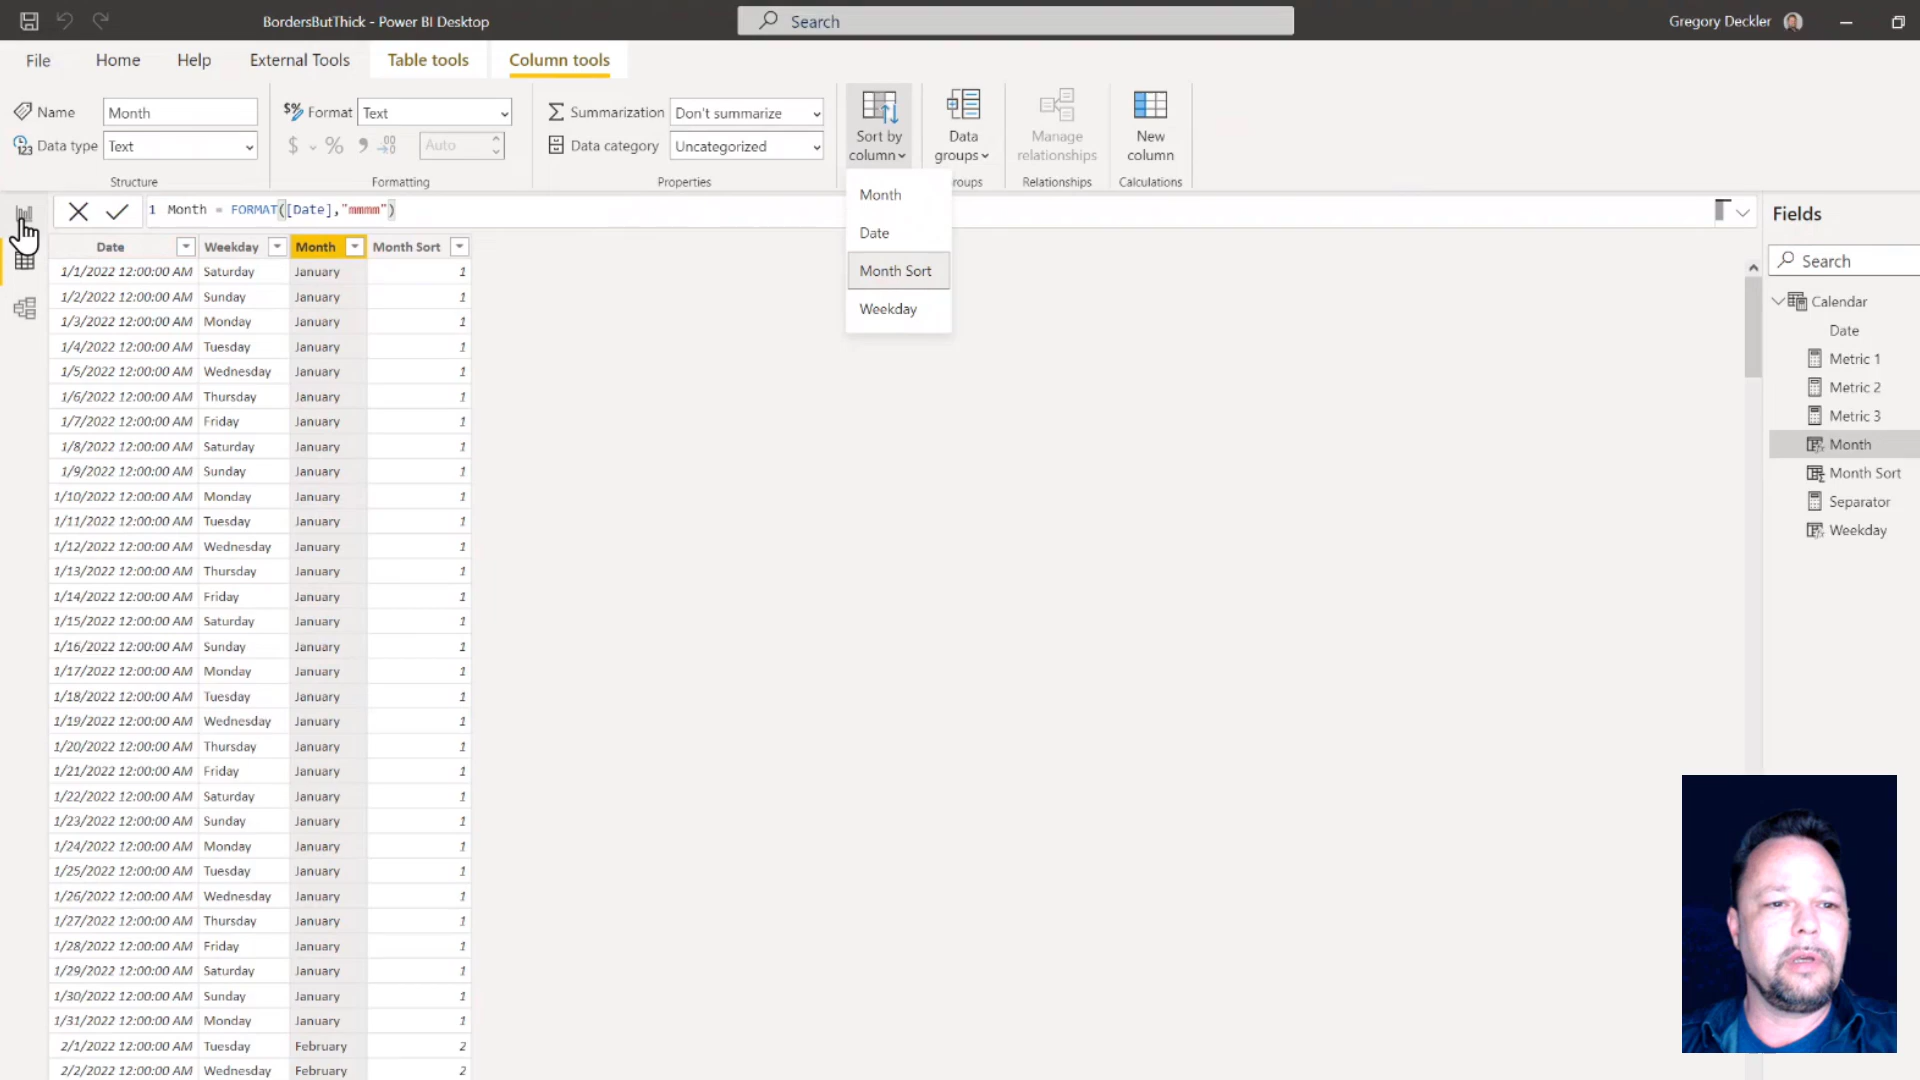 BordersButThick - Power BI Desktop
Search
Gregory Deckler
File Home Help External Tools Table tools Column tools
Name Month
Data type Text
Structure
Format Text
$ % Auto
Formatting
Summarization Don't summarize
Data category Uncategorized
Properties
Sort by column
Data groups
oups
Manage relationships
Relationships
New column
Calculations
Month
Date
Month Sort
Weekday
1 Month = FORMAT([Date],"mmmm")
Date Weekday Month Month Sort
1/1/2022 12:00:00 AM Saturday January 1
1/2/2022 12:00:00 AM Sunday January 1
1/3/2022 12:00:00 AM Monday January 1
1/4/2022 12:00:00 AM Tuesday January 1
1/5/2022 12:00:00 AM Wednesday January 1
1/6/2022 12:00:00 AM Thursday January 1
1/7/2022 12:00:00 AM Friday January 1
1/8/2022 12:00:00 AM Saturday January 1
1/9/2022 12:00:00 AM Sunday January 1
1/10/2022 12:00:00 AM Monday January 1
1/11/2022 12:00:00 AM Tuesday January 1
1/12/2022 12:00:00 AM Wednesday January 1
1/13/2022 12:00:00 AM Thursday January 1
1/14/2022 12:00:00 AM Friday January 1
1/15/2022 12:00:00 AM Saturday January 1
1/16/2022 12:00:00 AM Sunday January 1
1/17/2022 12:00:00 AM Monday January 1
1/18/2022 12:00:00 AM Tuesday January 1
1/19/2022 12:00:00 AM Wednesday January 1
1/20/2022 12:00:00 AM Thursday January 1
1/21/2022 12:00:00 AM Friday January 1
1/22/2022 12:00:00 AM Saturday January 1
1/23/2022 12:00:00 AM Sunday January 1
1/24/2022 12:00:00 AM Monday January 1
1/25/2022 12:00:00 AM Tuesday January 1
1/26/2022 12:00:00 AM Wednesday January 1
1/27/2022 12:00:00 AM Thursday January 1
1/28/2022 12:00:00 AM Friday January 1
1/29/2022 12:00:00 AM Saturday January 1
1/30/2022 12:00:00 AM Sunday January 1
1/31/2022 12:00:00 AM Monday January 1
2/1/2022 12:00:00 AM Tuesday February 2
2/2/2022 12:00:00 AM Wednesday February 2
Fields
Search
Calendar
Date
Metric 1
Metric 2
Metric 3
Month
Month Sort
Separator
Weekday